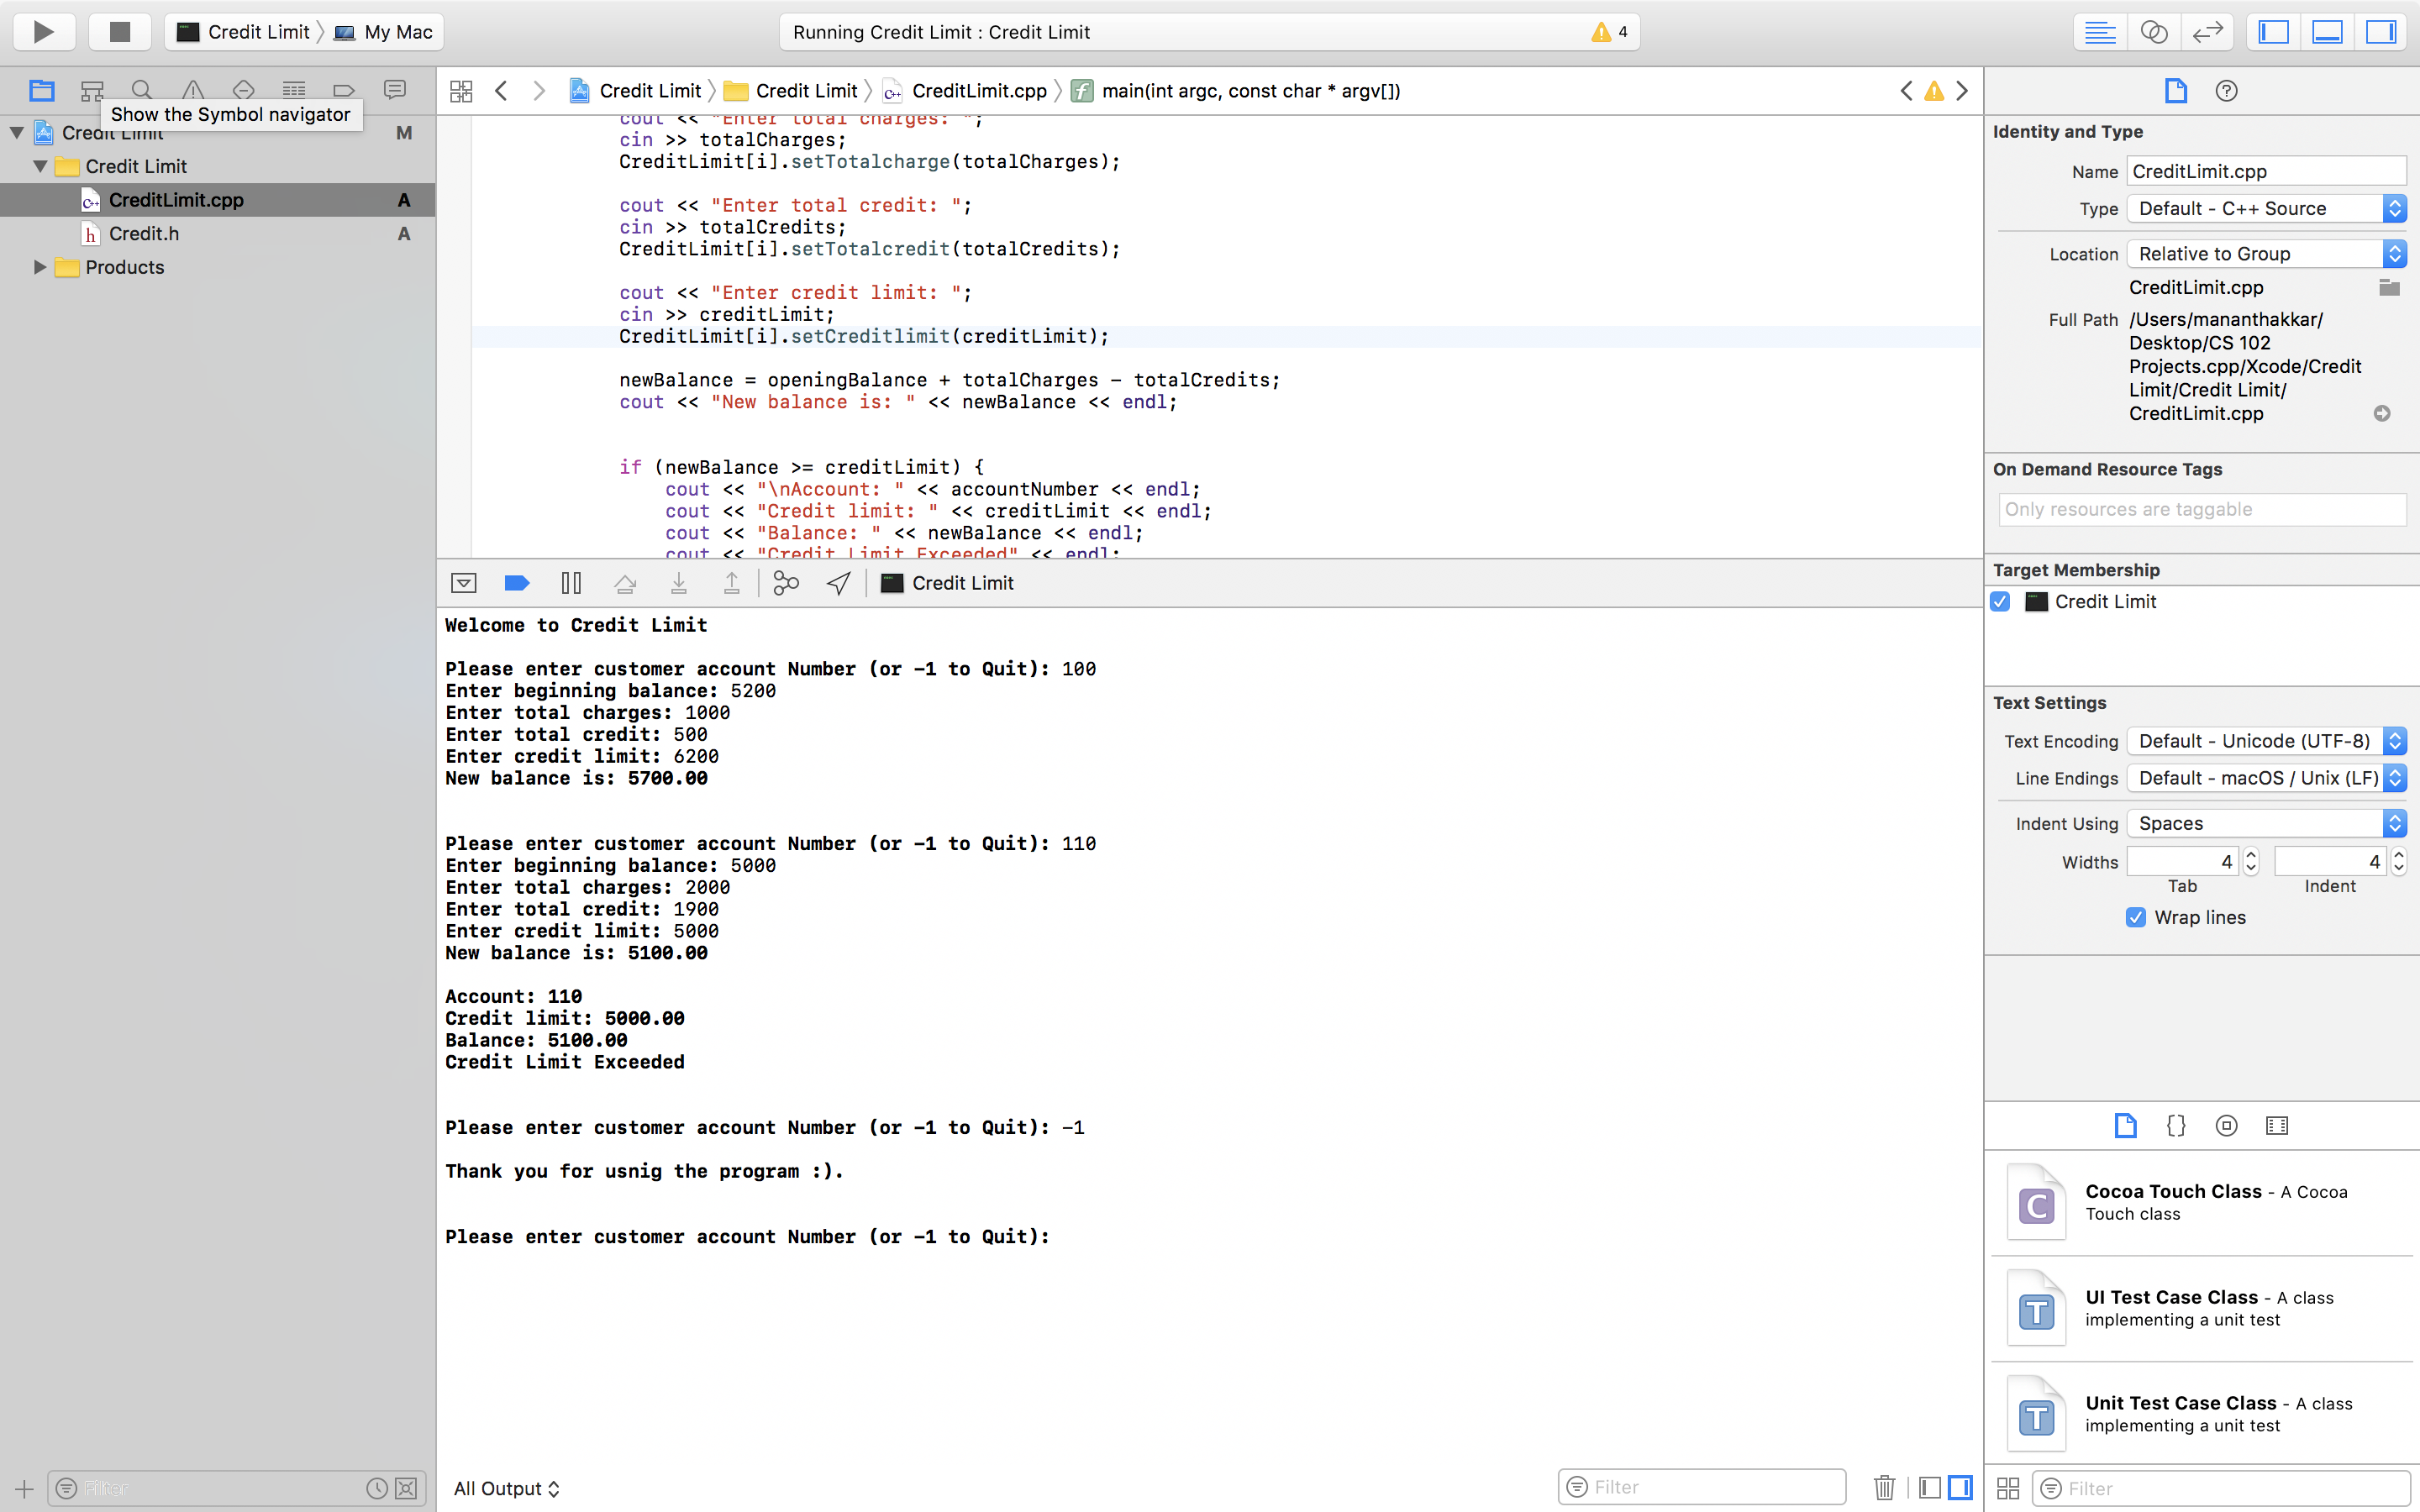 Credit Limit My Mac
Running Credit Limit : Credit Limit 4
Show the Symbol navigator
Credit Limit M
Credit Limit
CreditLimit.cpp A
Credit.h A
Products
Filter
Credit Limit Credit Limit CreditLimit.cpp main(int argc, const char * argv[])
cout << "Enter total charges: ";
cin >> totalCharges;
CreditLimit[i].setTotalcharge(totalCharges);
cout << "Enter total credit: ";
cin >> totalCredits;
CreditLimit[i].setTotalcredit(totalCredits);
cout << "Enter credit limit: ";
cin >> creditLimit;
CreditLimit[i].setCreditlimit(creditLimit);
newBalance = openingBalance + totalCharges - totalCredits;
cout << "New balance is: " << newBalance << endl;
if (newBalance >= creditLimit) {
cout << "\nAccount: " << accountNumber << endl;
cout << "Credit limit: " << creditLimit << endl;
cout << "Balance: " << newBalance << endl;
cout << "Credit Limit Exceeded" << endl;
Credit Limit
Welcome to Credit Limit
Please enter customer account Number (or -1 to Quit): 100
Enter beginning balance: 5200
Enter total charges: 1000
Enter total credit: 500
Enter credit limit: 6200
New balance is: 5700.00
Please enter customer account Number (or -1 to Quit): 110
Enter beginning balance: 5000
Enter total charges: 2000
Enter total credit: 1900
Enter credit limit: 5000
New balance is: 5100.00
Account: 110
Credit limit: 5000.00
Balance: 5100.00
Credit Limit Exceeded
Please enter customer account Number (or -1 to Quit): -1
Thank you for usnig the program :).
Please enter customer account Number (or -1 to Quit):
All Output
Filter
Identity and Type
Name CreditLimit.cpp
Type Default - C++ Source
Location Relative to Group
CreditLimit.cpp
Full Path /Users/mananthakkar/
Desktop/CS 102
Projects.cpp/Xcode/Credit
Limit/Credit Limit/
CreditLimit.cpp
On Demand Resource Tags
Only resources are taggable
Target Membership
Credit Limit
Text Settings
Text Encoding Default - Unicode (UTF-8)
Line Endings Default - macOS / Unix (LF)
Indent Using Spaces
Widths 4 4
Tab Indent
Wrap lines
Cocoa Touch Class - A Cocoa
Touch class
UI Test Case Class - A class
implementing a unit test
Unit Test Case Class - A class
implementing a unit test
Filter